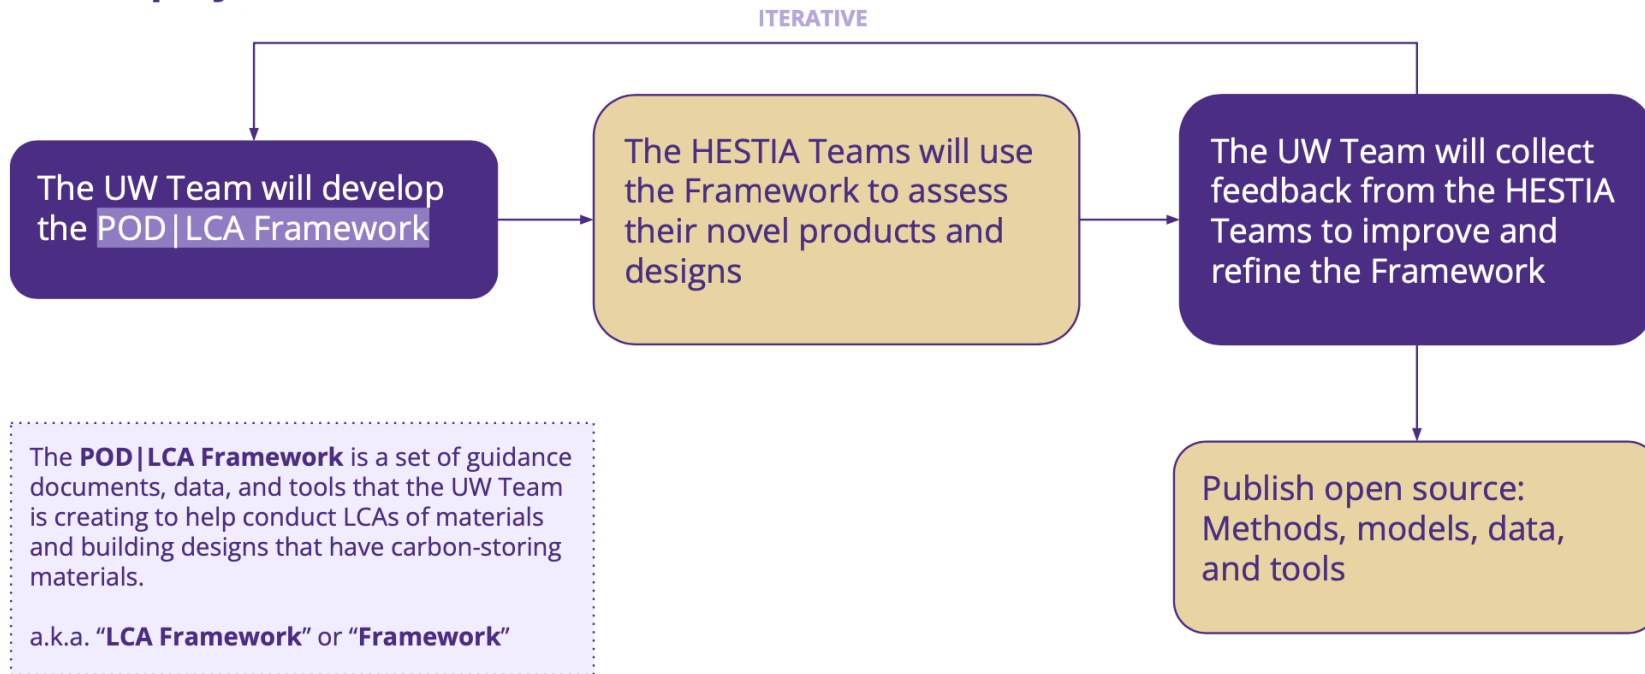 ITERATIVE
The UW Team will develop
the POD|LCA Framework
The HESTIA Teams will use
the Framework to assess
their novel products and
designs
The UW Team will collect
feedback from the HESTIA
Teams to improve and
refine the Framework
The POD|LCA Framework is a set of guidance
documents, data, and tools that the UW Team
is creating to help conduct LCAs of materials
and building designs that have carbon-storing
materials.
a.k.a. “LCA Framework” or “Framework”
Publish open source:
Methods, models, data,
and tools